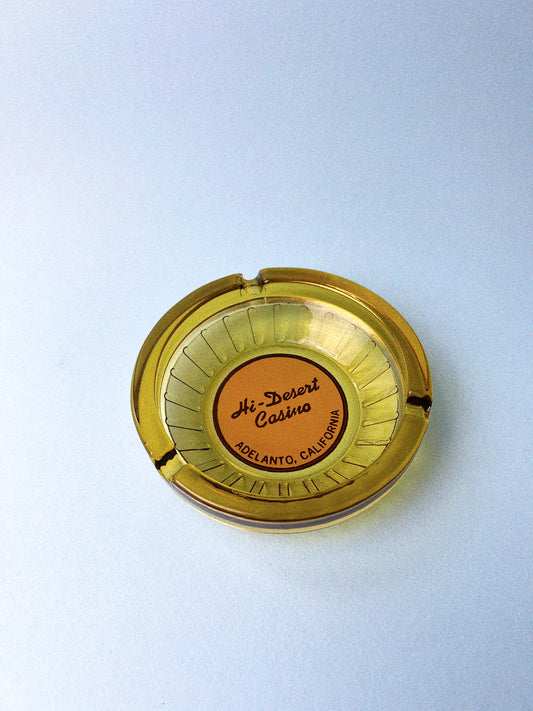 Hi-Desert
Casino
ADELANTO, CALIFORNIA